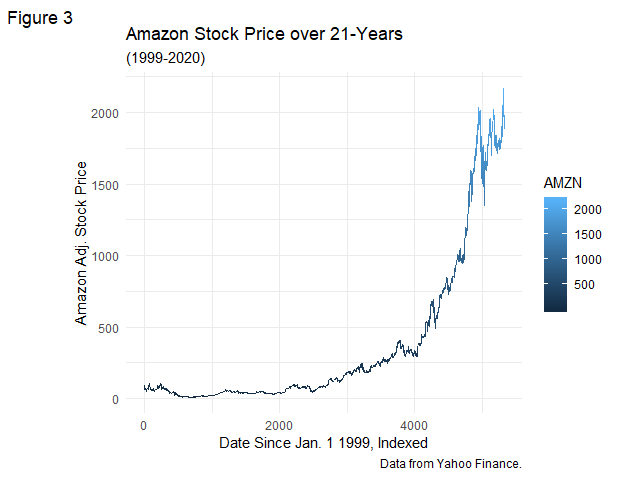 Figure 3
Amazon Stock Price over 21-Years
(1999-2020)
Amazon Adj. Stock Price
2000
1500
1000
500
0
0 2000 4000
Date Since Jan. 1 1999, Indexed
Data from Yahoo Finance.
AMZN
2000
1500
1000
500